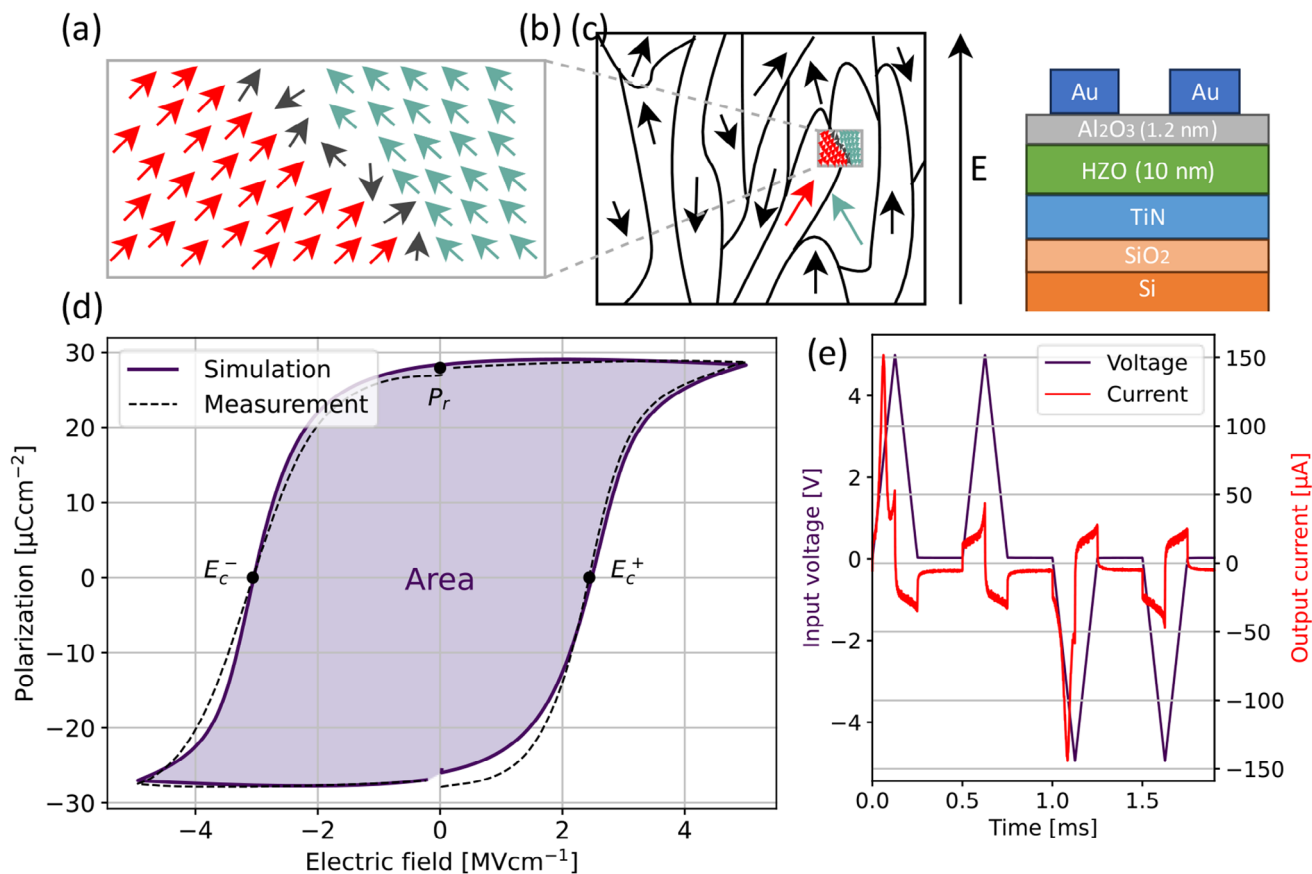 (a)
(b) (c)
E
Au Au
Al₂O₃ (1.2 nm)
HZO (10 nm)
TiN
SiO₂
Si
(d)
Simulation
Measurement
Pᵣ
E꜀⁻
E꜀⁺
Area
30
20
10
0
−10
−20
−30
−4 −2 0 2 4
Polarization [μCcm⁻²]
Electric field [MVcm⁻¹]
(e)
Voltage
Current
4
2
0
−2
−4
Input voltage [V]
150
100
50
0
−50
−100
−150
Output current [μA]
0.0 0.5 1.0 1.5
Time [ms]